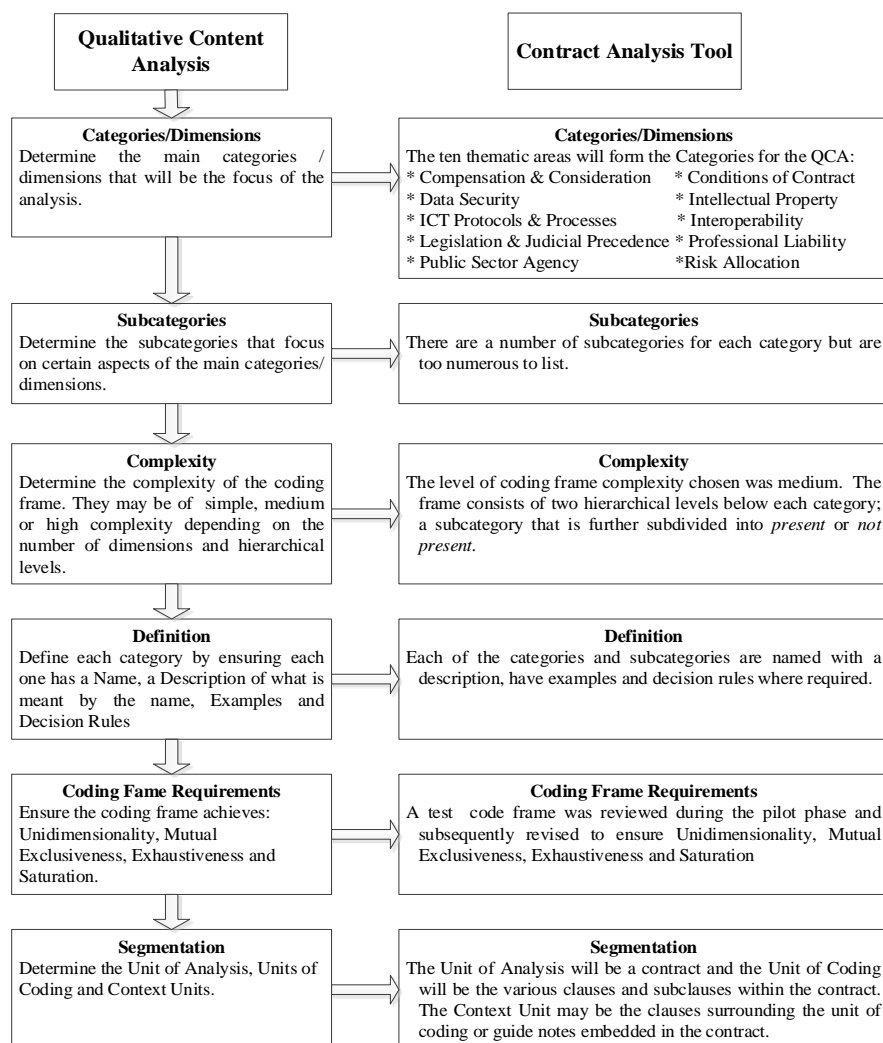 Qualitative Content
Analysis
Contract Analysis Tool
Categories/Dimensions
Determine the main categories /
dimensions that will be the focus of the
analysis.
Categories/Dimensions
The ten thematic areas will form the Categories for the QCA:
* Compensation & Consideration * Conditions of Contract
* Data Security * Intellectual Property
* ICT Protocols & Processes * Interoperability
* Legislation & Judicial Precedence * Professional Liability
* Public Sector Agency *Risk Allocation
Subcategories
Determine the subcategories that focus
on certain aspects of the main categories/
dimensions.
Subcategories
There are a number of subcategories for each category but are
too numerous to list.
Complexity
Determine the complexity of the coding
frame. They may be of simple, medium
or high complexity depending on the
number of dimensions and hierarchical
levels.
Complexity
The level of coding frame complexity chosen was medium. The
frame consists of two hierarchical levels below each category;
a subcategory that is further subdivided into present or not
present.
Definition
Define each category by ensuring each
one has a Name, a Description of what is
meant by the name, Examples and
Decision Rules
Definition
Each of the categories and subcategories are named with a
description, have examples and decision rules where required.
Coding Fame Requirements
Ensure the coding frame achieves:
Unidimensionality, Mutual
Exclusiveness, Exhaustiveness and
Saturation.
Coding Frame Requirements
A test code frame was reviewed during the pilot phase and
subsequently revised to ensure Unidimensionality, Mutual
Exclusiveness, Exhaustiveness and Saturation
Segmentation
Determine the Unit of Analysis, Units of
Coding and Context Units.
Segmentation
The Unit of Analysis will be a contract and the Unit of Coding
will be the various clauses and subclauses within the contract.
The Context Unit may be the clauses surrounding the unit of
coding or guide notes embedded in the contract.